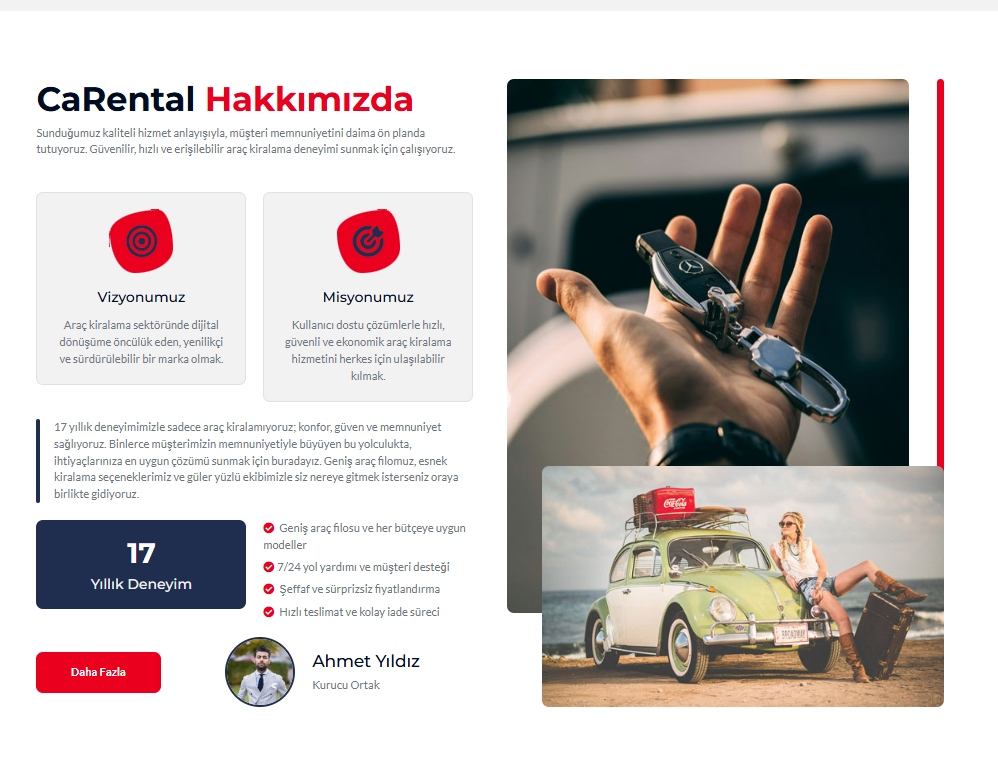 CaRental Hakkımızda
Sunduğumuz kaliteli hizmet anlayışıyla, müşteri memnuniyetini daima ön planda
tutuyoruz. Güvenilir, hızlı ve erişilebilir araç kiralama deneyimi sunmak için çalışıyoruz.
Vizyonumuz
Araç kiralama sektöründe dijital
dönüşüme öncülük eden, yenilikçi
ve sürdürülebilir bir marka olmak.
Misyonumuz
Kullanıcı dostu çözümlerle hızlı,
güvenli ve ekonomik araç kiralama
hizmetini herkes için ulaşılabilir
kılmak.
17 yıllık deneyimimizle sadece araç kiralamıyoruz; konfor, güven ve memnuniyet
sağlıyoruz. Binlerce müşterimizin memnuniyetiyle büyüyen bu yolculukta,
ihtiyaçlarınıza en uygun çözümü sunmak için buradayız. Geniş araç filomuz, esnek
kiralama seçeneklerimiz ve güler yüzlü ekibimizle siz nereye gitmek isterseniz oraya
birlikte gidiyoruz.
17
Yıllık Deneyim
Geniş araç filosu ve her bütçeye uygun
modeller
7/24 yol yardımı ve müşteri desteği
Şeffaf ve sürprizsiz fiyatlandırma
Hızlı teslimat ve kolay iade süreci
Daha Fazla
Ahmet Yıldız
Kurucu Ortak
Coca-Cola
BROADWAY